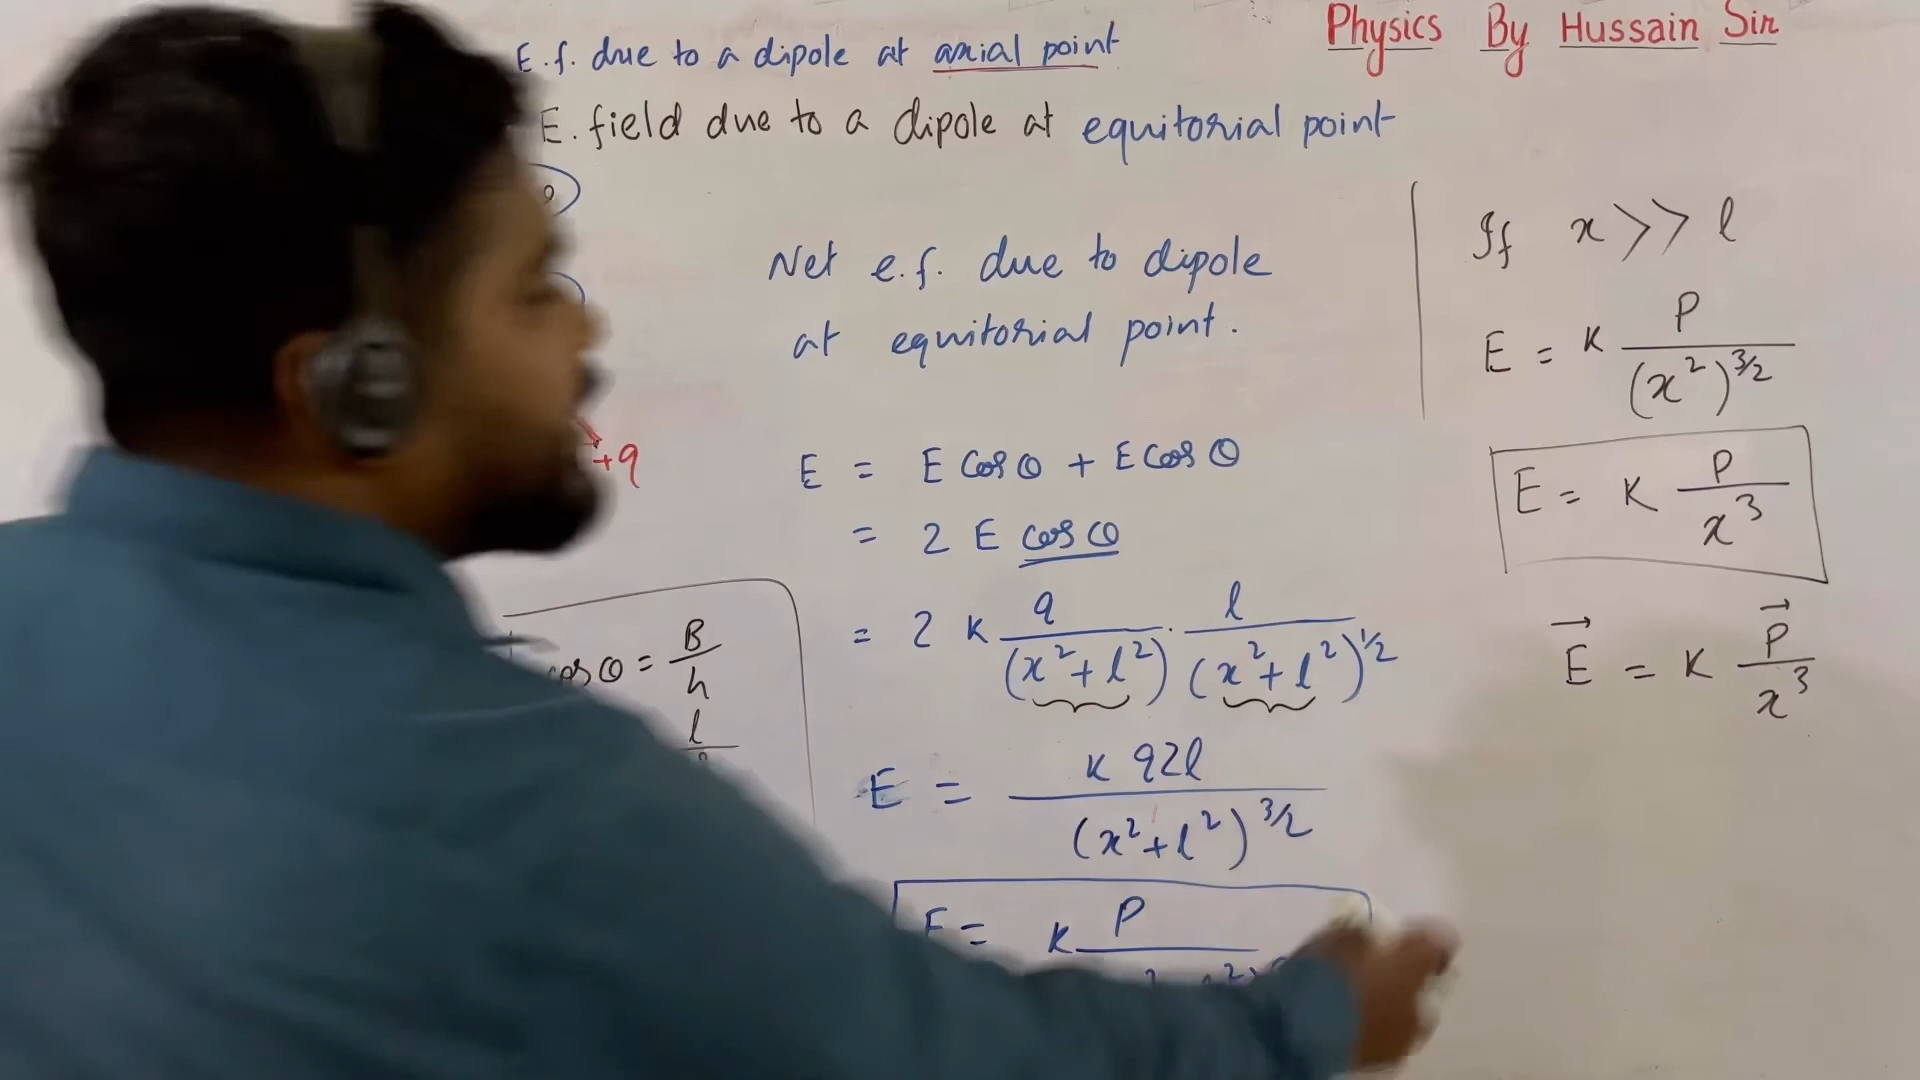 E.f. due to a dipole at axial point
Physics By Hussain Sir
E. field due to a dipole at equitorial point
Net e.f. due to dipole
at equitorial point.
+q
E = E Cos θ + E Cos θ
= 2 E cos θ
= 2 K q/(x²+l²) · l/(x²+l²)^1/2
E = K q2l/(x²+l²)^3/2
E = K P
cos θ = B/h
l
If x >> l
E = K P/(x²)^3/2
E = K P/x³
E⃗ = K P⃗/x³